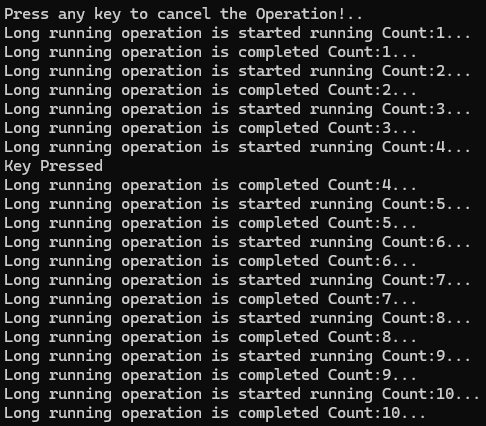 Press any key to cancel the Operation!..
Long running operation is started running Count:1...
Long running operation is completed Count:1...
Long running operation is started running Count:2...
Long running operation is completed Count:2...
Long running operation is started running Count:3...
Long running operation is completed Count:3...
Long running operation is started running Count:4...
Key Pressed
Long running operation is completed Count:4...
Long running operation is started running Count:5...
Long running operation is completed Count:5...
Long running operation is started running Count:6...
Long running operation is completed Count:6...
Long running operation is started running Count:7...
Long running operation is completed Count:7...
Long running operation is started running Count:8...
Long running operation is completed Count:8...
Long running operation is started running Count:9...
Long running operation is completed Count:9...
Long running operation is started running Count:10...
Long running operation is completed Count:10...